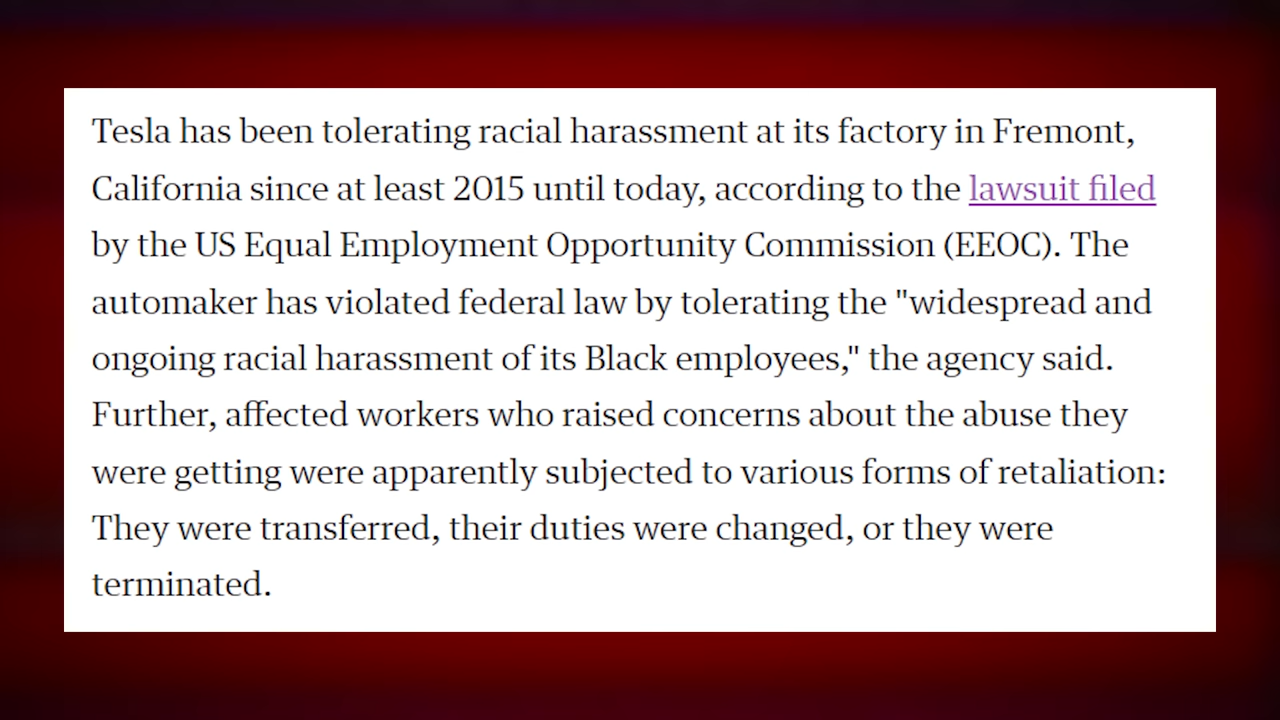 Tesla has been tolerating racial harassment at its factory in Fremont,
California since at least 2015 until today, according to the lawsuit filed
by the US Equal Employment Opportunity Commission (EEOC). The
automaker has violated federal law by tolerating the "widespread and
ongoing racial harassment of its Black employees," the agency said.
Further, affected workers who raised concerns about the abuse they
were getting were apparently subjected to various forms of retaliation:
They were transferred, their duties were changed, or they were
terminated.